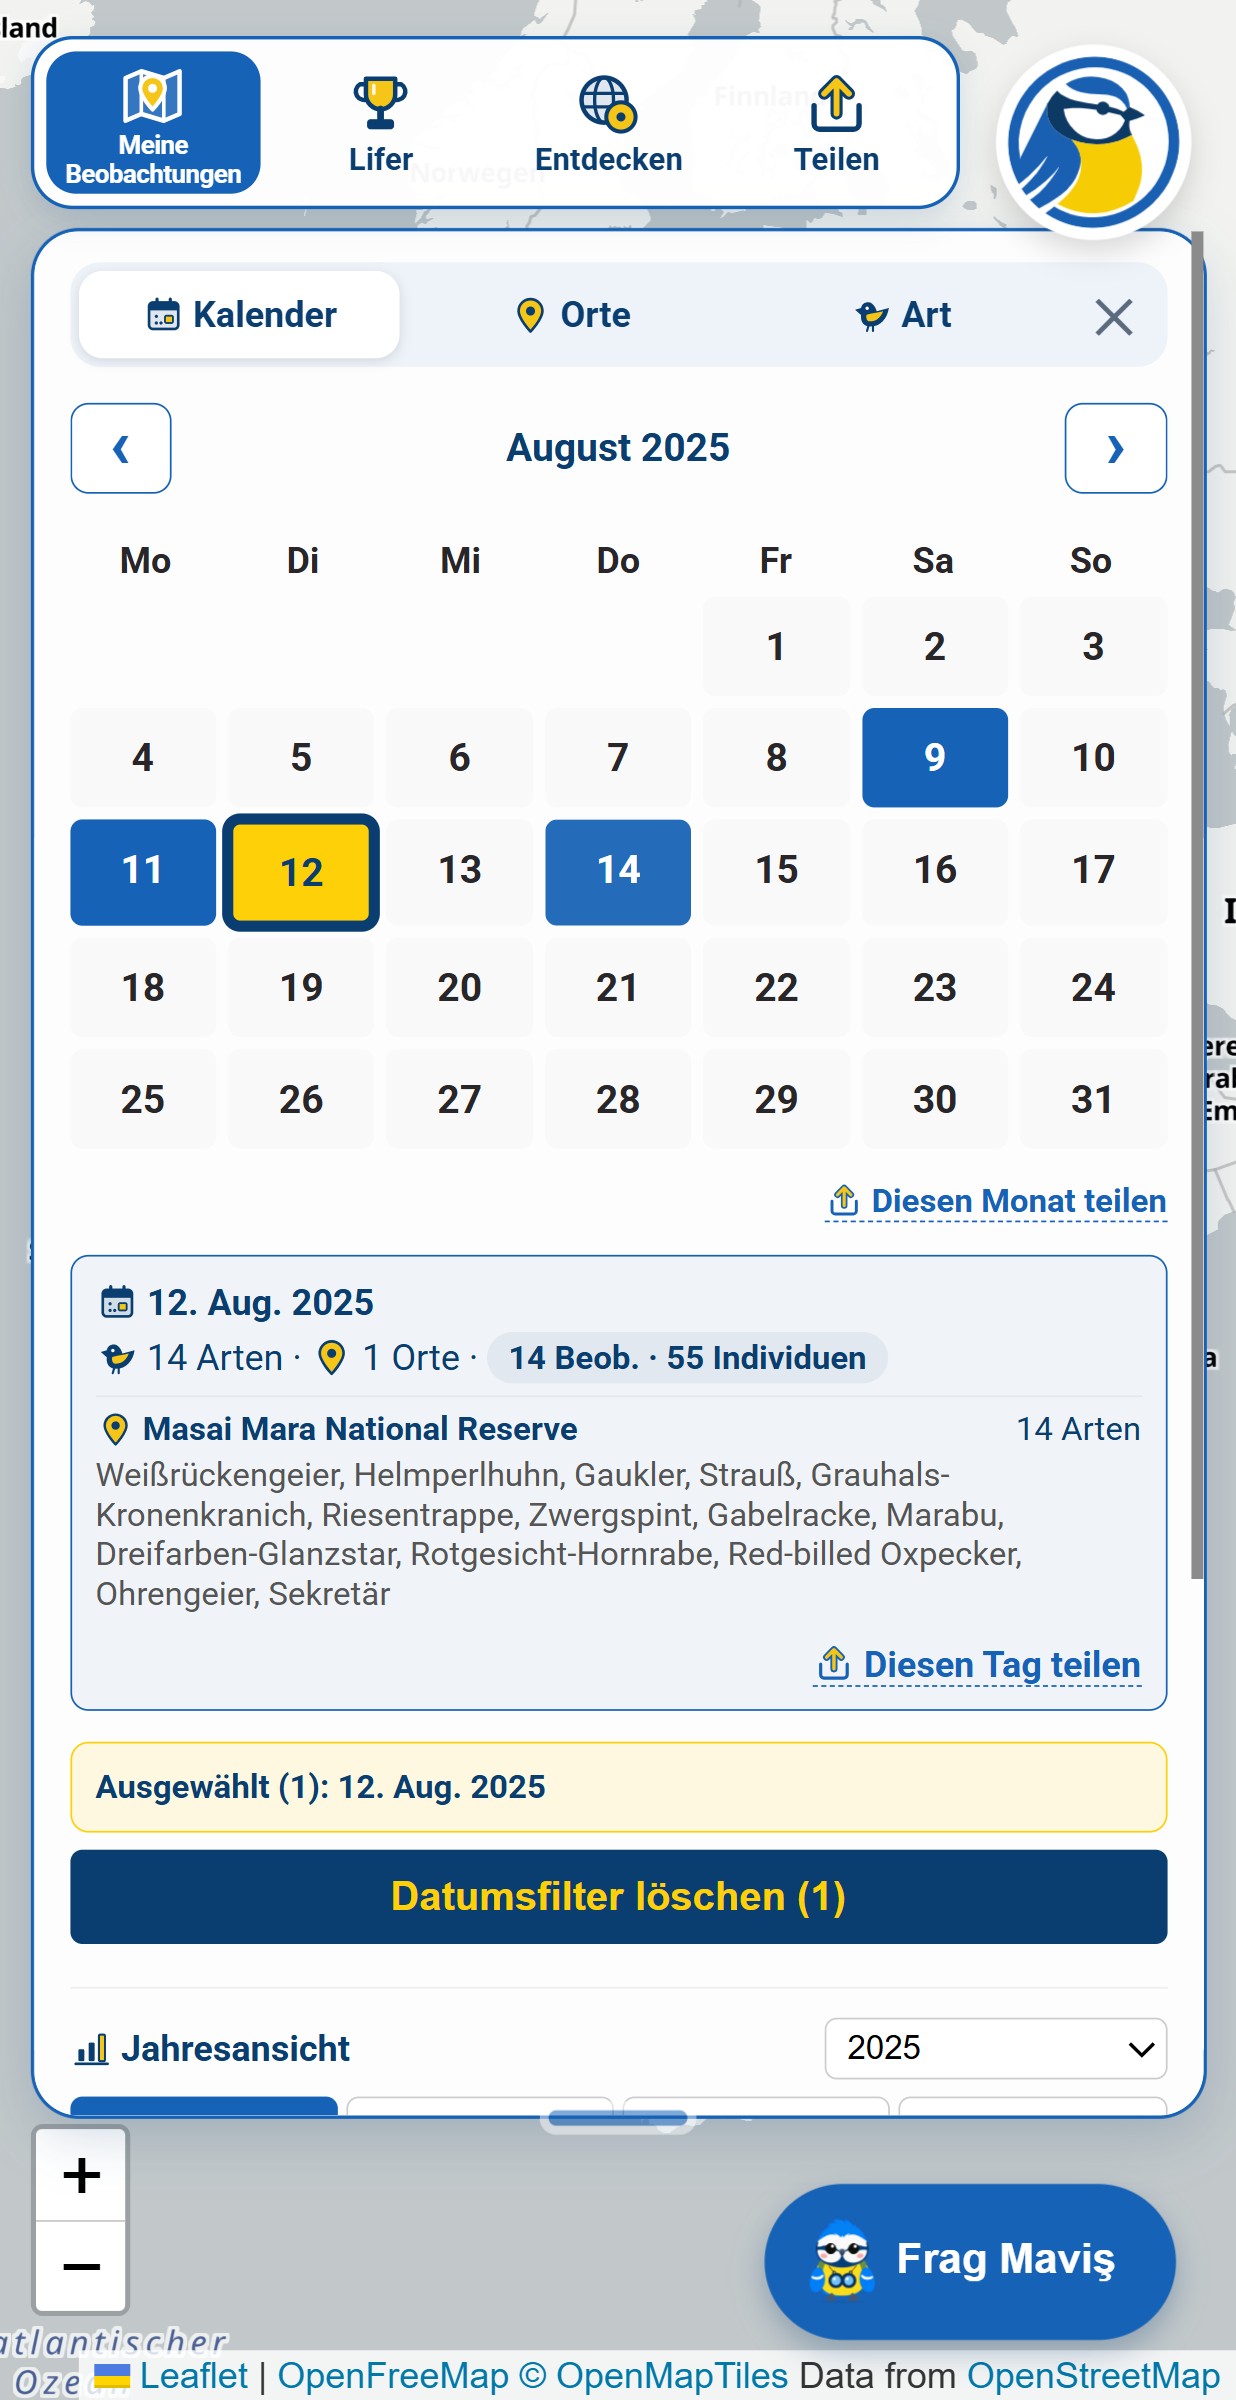 sland
Finnlan
Norwegen
Meine
Beobachtungen
Lifer
Entdecken
Teilen
Kalender
Orte
Art
August 2025
Mo Di Mi Do Fr Sa So
1 2 3
4 5 6 7 8 9 10
11 12 13 14 15 16 17
18 19 20 21 22 23 24
25 26 27 28 29 30 31
Diesen Monat teilen
12. Aug. 2025
14 Arten · 1 Orte · 14 Beob. · 55 Individuen
Masai Mara National Reserve 14 Arten
Weißrückengeier, Helmperlhuhn, Gaukler, Strauß, Grauhals-
Kronenkranich, Riesentrappe, Zwergspint, Gabelracke, Marabu,
Dreifarben-Glanzstar, Rotgesicht-Hornrabe, Red-billed Oxpecker,
Ohrengeier, Sekretär
Diesen Tag teilen
Ausgewählt (1): 12. Aug. 2025
Datumsfilter löschen (1)
Jahresansicht 2025
+
−
Frag Maviş
atlantischer
Oze
Leaflet | OpenFreeMap © OpenMapTiles Data from OpenStreetMap